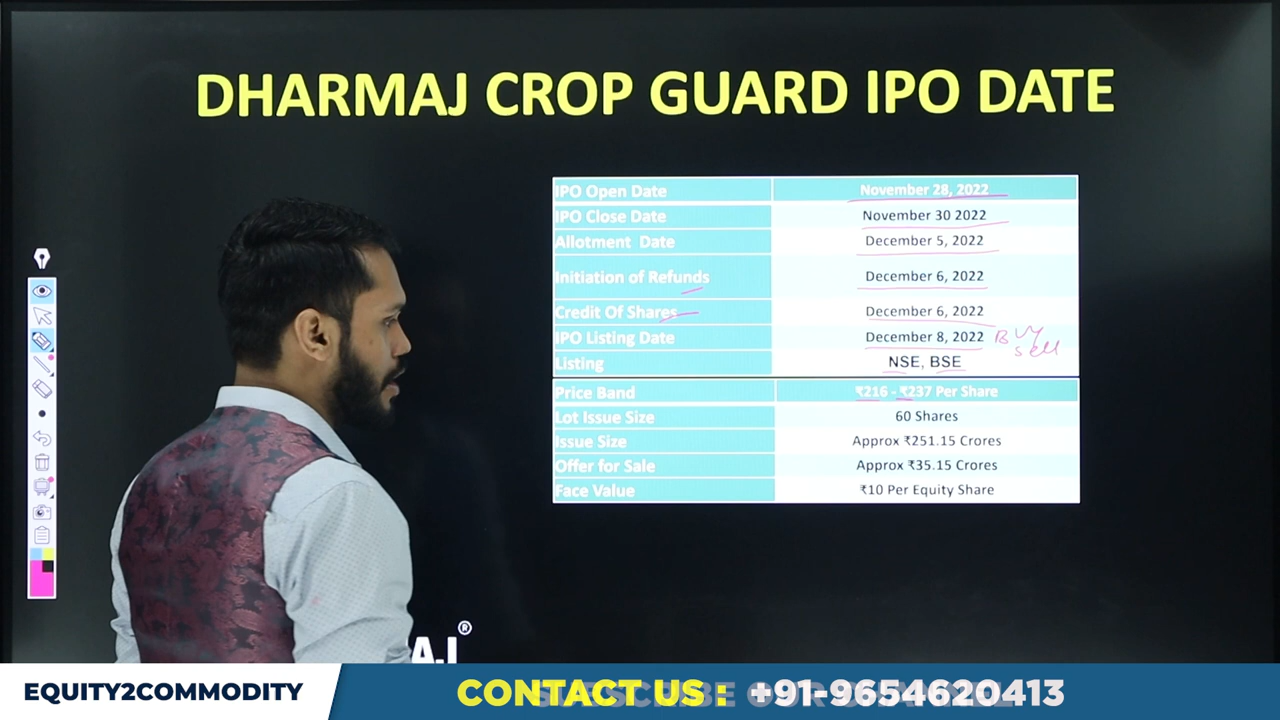 DHARMAJ CROP GUARD IPO DATE
IPO Open Date November 28, 2022
IPO Close Date November 30 2022
Allotment Date December 5, 2022
Initiation of Refunds December 6, 2022
Credit Of Shares December 6, 2022
IPO Listing Date December 8, 2022 Buy
Sell
Listing NSE, BSE
Price Band ₹216 - ₹237 Per Share
Lot Issue Size 60 Shares
Issue Size Approx ₹251.15 Crores
Offer for Sale Approx ₹35.15 Crores
Face Value ₹10 Per Equity Share
AJ®
EQUITY2COMMODITY
CONTACT US : +91-9654620413